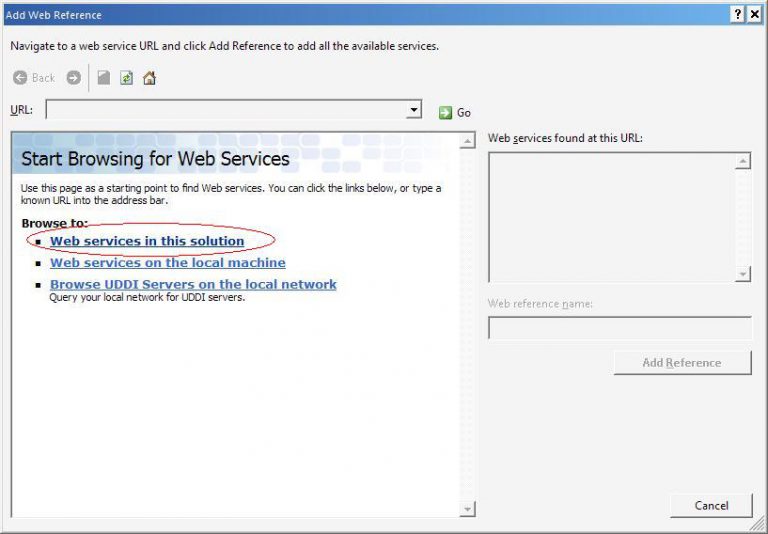 Add Web Reference
Navigate to a web service URL and click Add Reference to add all the available services.
Back
URL:
Go
Start Browsing for Web Services
Use this page as a starting point to find Web services. You can click the links below, or type a
known URL into the address bar.
Browse to:
Web services in this solution
Web services on the local machine
Browse UDDI Servers on the local network
Query your local network for UDDI servers.
Web services found at this URL:
Web reference name:
Add Reference
Cancel